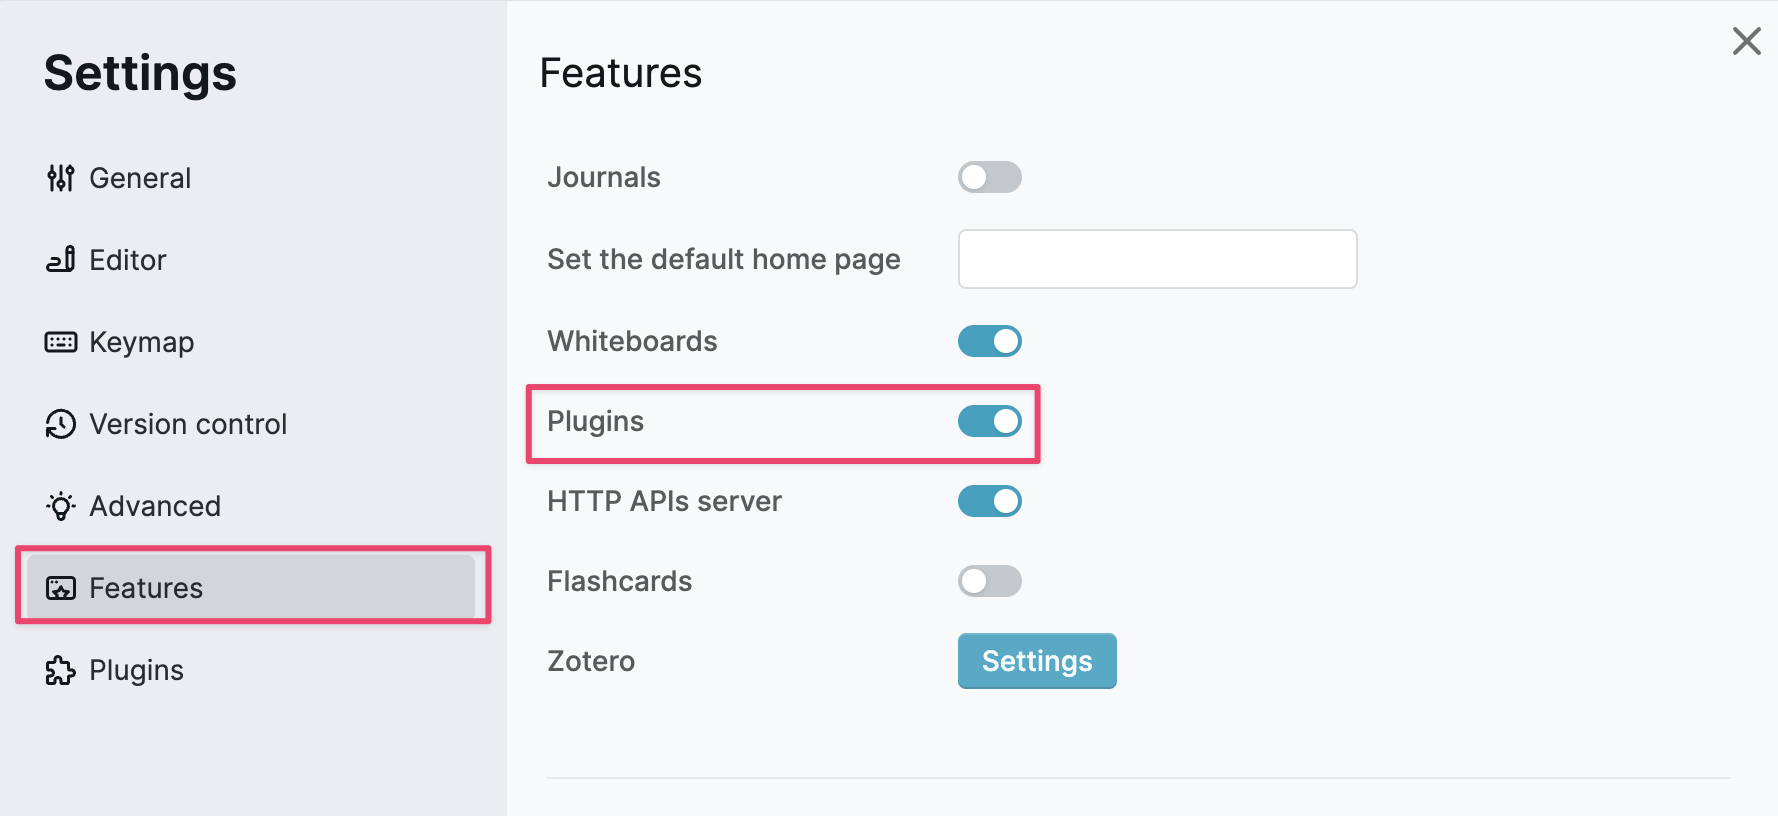 Settings
General
Editor
Keymap
Version control
Advanced
Features
Plugins
Features
Journals
Set the default home page
Whiteboards
Plugins
HTTP APIs server
Flashcards
Zotero
Settings